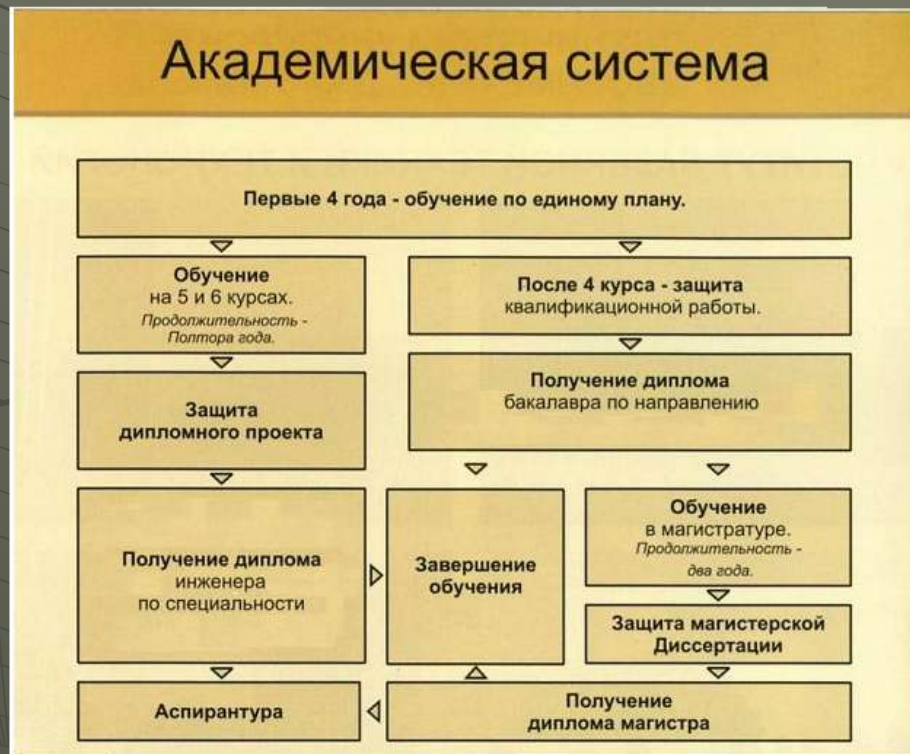 Академическая система
Первые 4 года - обучение по единому плану.
Обучение
на 5 и 6 курсах.
Продолжительность -
Полтора года.
После 4 курса - защита
квалификационной работы.
Защита
дипломного проекта
Получение диплома
бакалавра по направлению
Получение диплома
инженера
по специальности
Завершение
обучения
Обучение
в магистратуре.
Продолжительность -
два года.
Защита магистерской
Диссертации
Аспирантура
Получение
диплома магистра